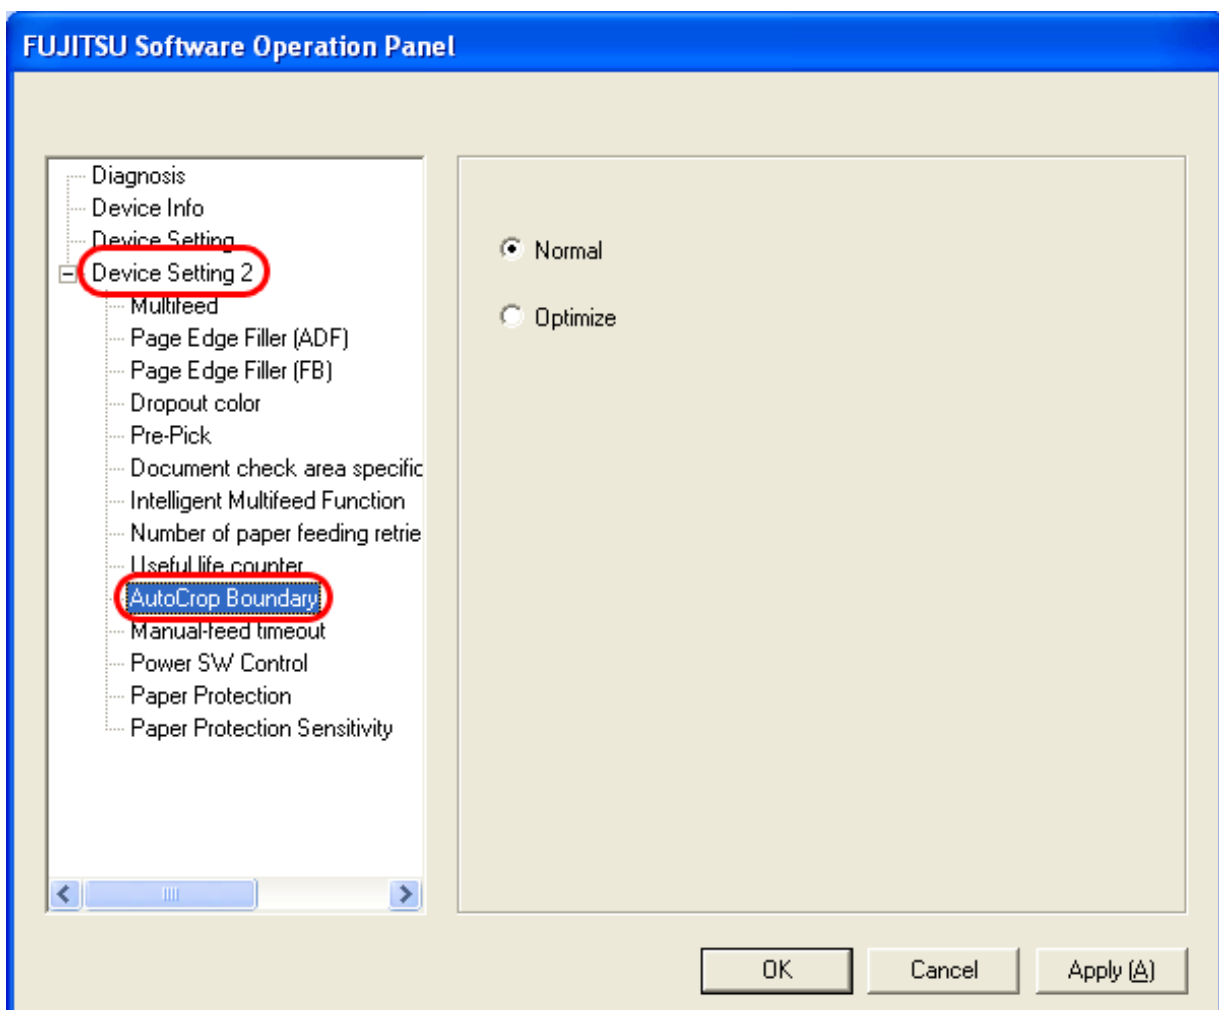 FUJITSU Software Operation Panel
Diagnosis
Device Info
Device Setting
Device Setting 2
Multifeed
Page Edge Filler (ADF)
Page Edge Filler (FB)
Dropout color
Pre-Pick
Document check area specific
Intelligent Multifeed Function
Number of paper feeding retrie
Useful life counter
AutoCrop Boundary
Manual-feed timeout
Power SW Control
Paper Protection
Paper Protection Sensitivity
Normal
Optimize
OK
Cancel
Apply (A)